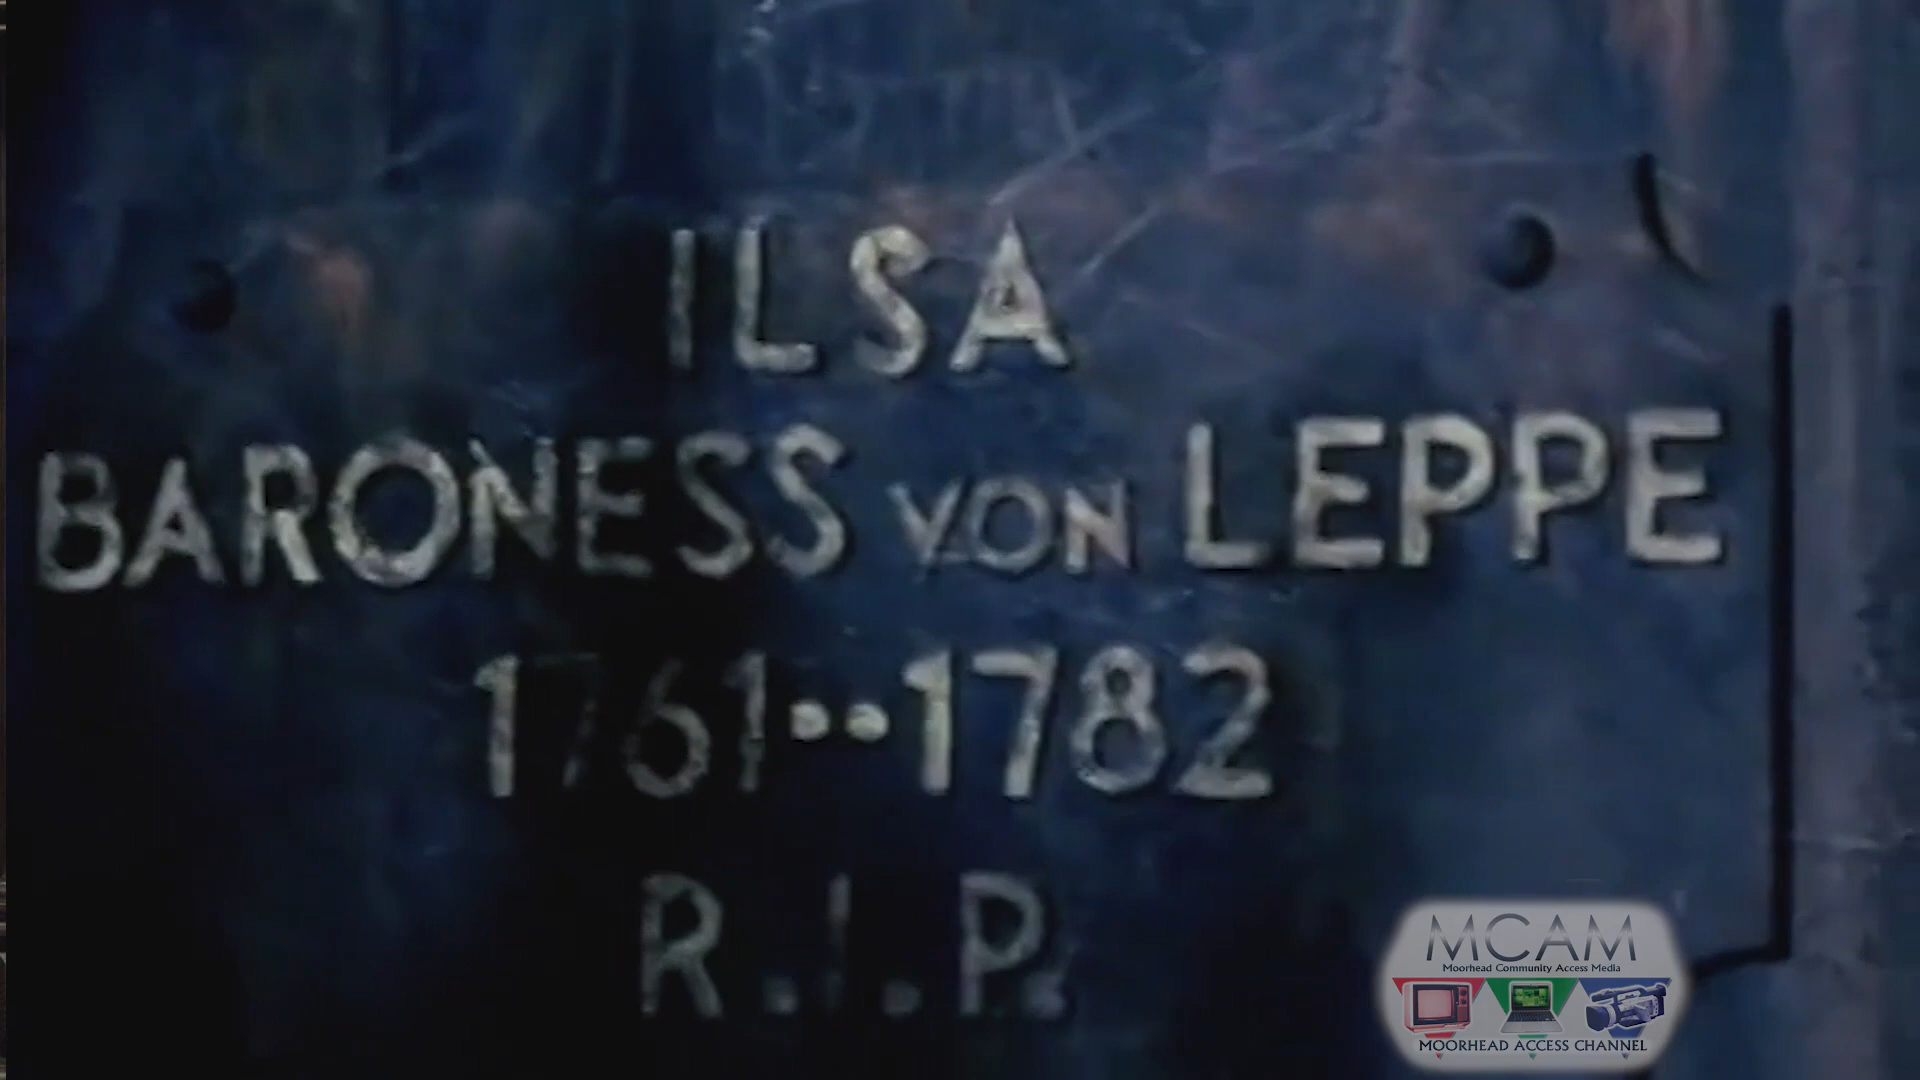 ILSA
BARONESS VON LEPPE
1761••1782
R.I.P.
MCAM
Moorhead Community Access Media
MOORHEAD ACCESS CHANNEL